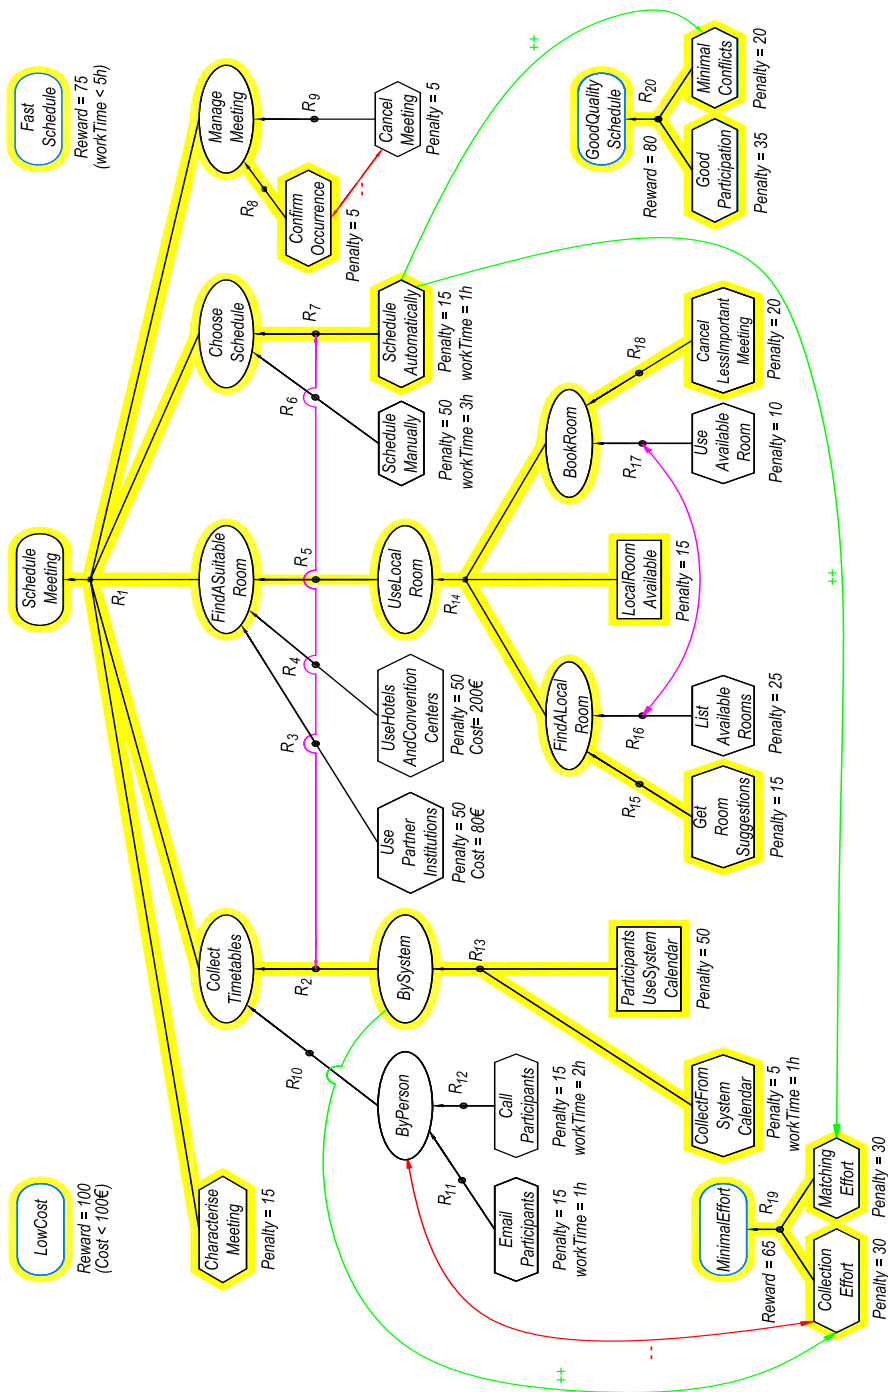 LowCost
Reward = 100
(Cost < 100€)
Schedule
Meeting
Fast
Schedule
Reward = 75
(workTime < 5h)
R1
Characterise
Meeting
Penalty = 15
Collect
Timetables
FindASuitable
Room
Choose
Schedule
Manage
Meeting
R10
R2
R3
R4
R5
R6
R7
R8
R9
ByPerson
BySystem
Use
Partner
Institutions
Penalty = 50
Cost = 80€
UseHotels
AndConvention
Centers
Penalty = 50
Cost= 200€
UseLocal
Room
Schedule
Manually
Penalty = 50
workTime = 3h
Schedule
Automatically
Penalty = 15
workTime = 1h
Confirm
Occurrence
Penalty = 5
--
Cancel
Meeting
Penalty = 5
R11
R12
R13
R14
Email
Participants
Penalty = 15
workTime = 1h
Call
Participants
Penalty = 15
workTime = 2h
++
++
FindALocal
Room
BookRoom
GoodQuality
Schedule
Reward = 80
R20
R15
R16
LocalRoom
Available
Penalty = 15
R17
R18
CollectFrom
System
Calendar
Penalty = 5
workTime = 1h
Participants
UseSystem
Calendar
Penalty = 50
Get
Room
Suggestions
Penalty = 15
List
Available
Rooms
Penalty = 25
Use
Available
Room
Penalty = 10
Cancel
LessImportant
Meeting
Penalty = 20
Good
Participation
Penalty = 35
Minimal
Conflicts
Penalty = 20
--
MinimalEffort
Reward = 65
R19
Collection
Effort
Penalty = 30
Matching
Effort
Penalty = 30
++